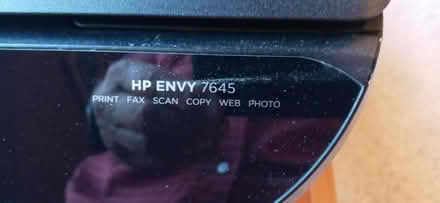 HP ENVY 7645
PRINT FAX SCAN COPY WEB PHOTO